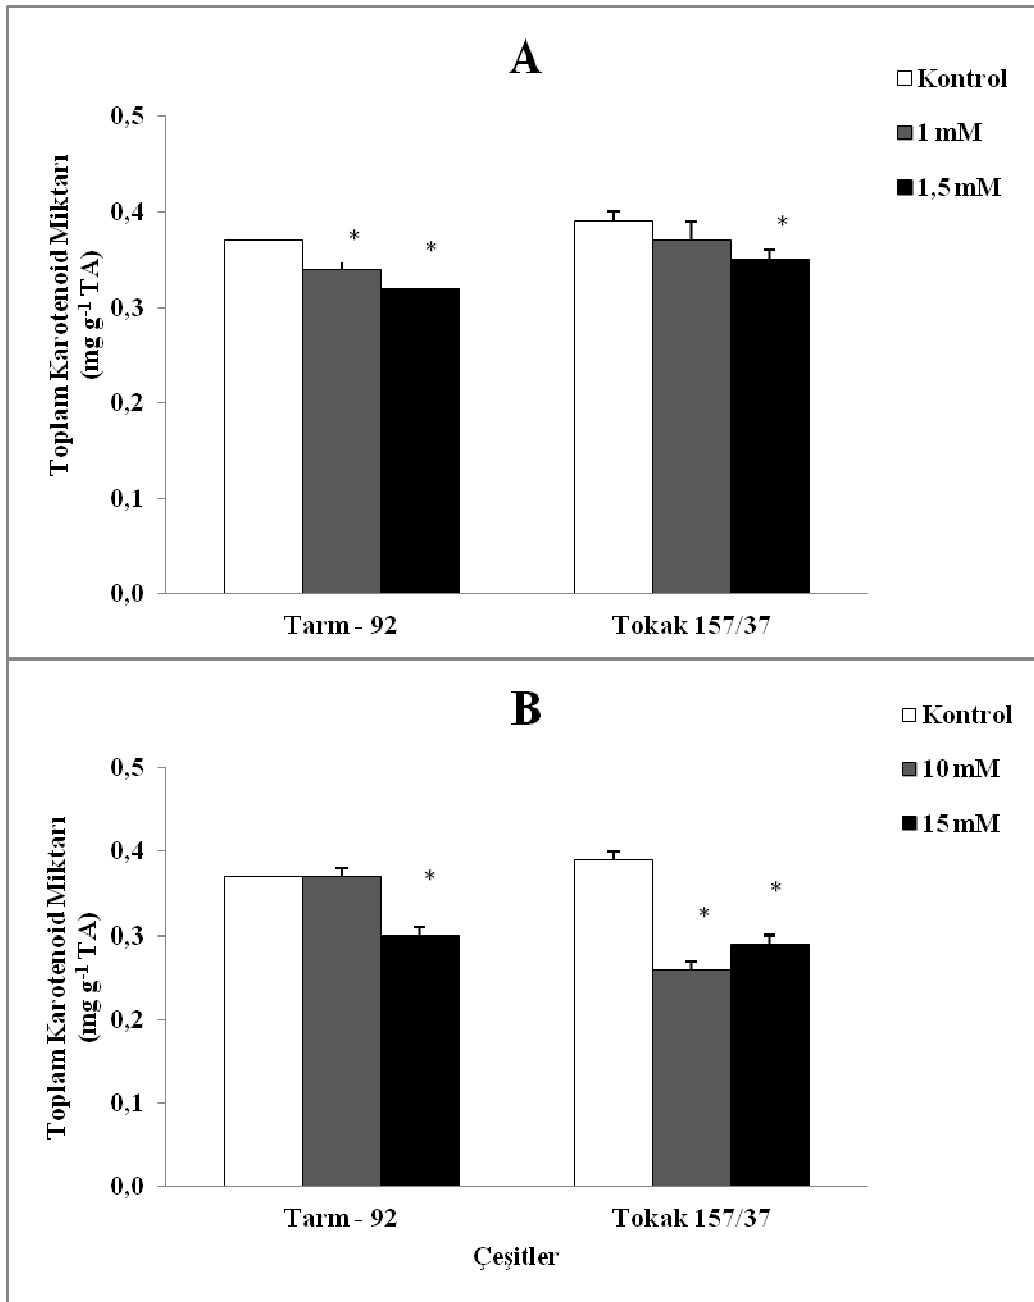 A
Kontrol
1 mM
1,5 mM
Toplam Karotenoid Miktarı
(mg g⁻¹ TA)
0,5
0,4
0,3
0,2
0,1
0,0
*
*
*
Tarm - 92
Tokak 157/37
B
Kontrol
10 mM
15 mM
Toplam Karotenoid Miktarı
(mg g⁻¹ TA)
0,5
0,4
0,3
0,2
0,1
0,0
*
*
*
Tarm - 92
Tokak 157/37
Çeşitler